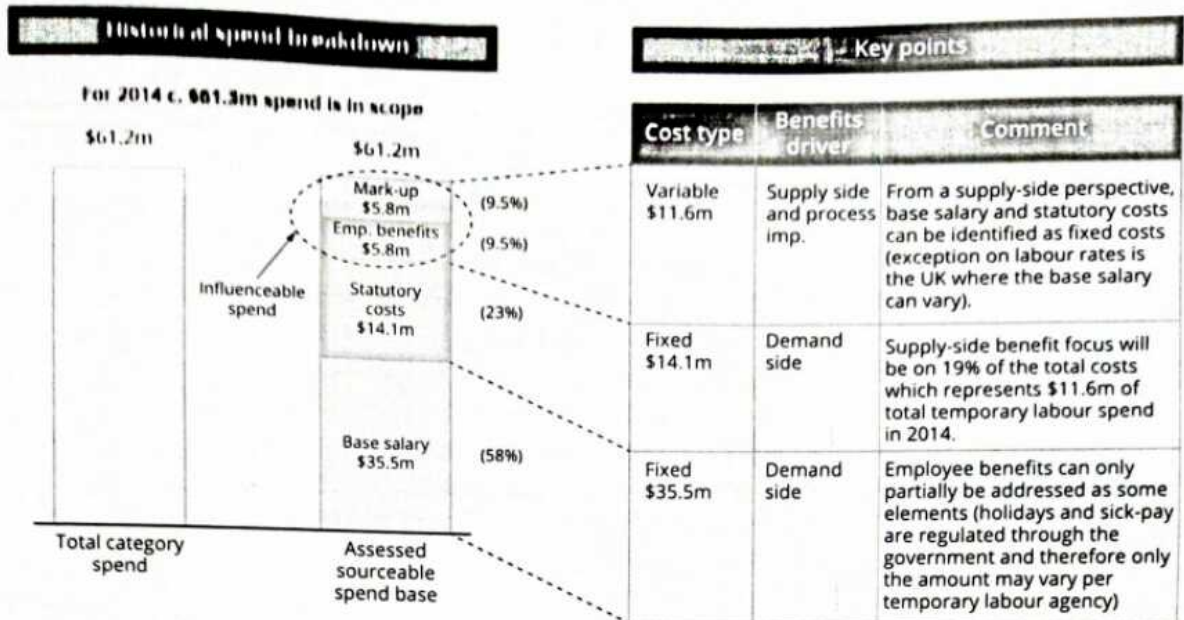 Historical spend breakdown
For 2014 c. $61.3m spend is in scope
$61.2m
$61.2m
Mark-up
$5.8m
(9.5%)
Emp. benefits
$5.8m
(9.5%)
Influenceable
spend
Statutory
costs
$14.1m
(23%)
Base salary
$35.5m
(58%)
Total category
spend
Assessed
sourceable
spend base
Key points
Cost type
Benefits
driver
Comment
Variable
$11.6m
Supply side
and process
imp.
From a supply-side perspective,
base salary and statutory costs
can be identified as fixed costs
(exception on labour rates is
the UK where the base salary
can vary).
Fixed
$14.1m
Demand
side
Supply-side benefit focus will
be on 19% of the total costs
which represents $11.6m of
total temporary labour spend
in 2014.
Fixed
$35.5m
Demand
side
Employee benefits can only
partially be addressed as some
elements (holidays and sick-pay
are regulated through the
government and therefore only
the amount may vary per
temporary labour agency)